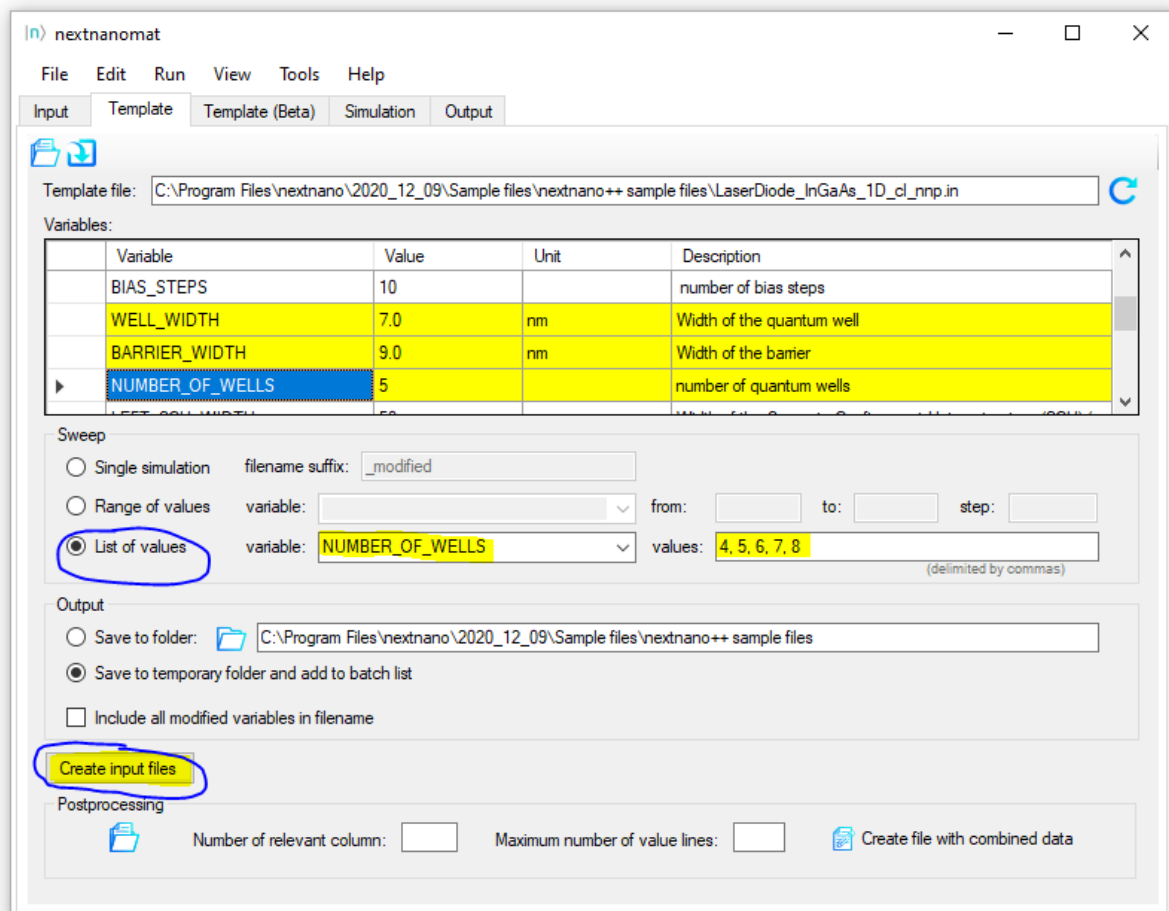 |n⟩ nextnanomat
File Edit Run View Tools Help
Input Template Template (Beta) Simulation Output
Template file: C:\Program Files\nextnano\2020_12_09\Sample files\nextnano++ sample files\LaserDiode_InGaAs_1D_cl_nnp.in
Variables:
Variable Value Unit Description
BIAS_STEPS 10 number of bias steps
WELL_WIDTH 7.0 nm Width of the quantum well
BARRIER_WIDTH 9.0 nm Width of the barrier
NUMBER_OF_WELLS 5 number of quantum wells
Sweep
Single simulation filename suffix: _modified
Range of values variable: from: to: step:
List of values variable: NUMBER_OF_WELLS values: 4, 5, 6, 7, 8
(delimited by commas)
Output
Save to folder: C:\Program Files\nextnano\2020_12_09\Sample files\nextnano++ sample files
Save to temporary folder and add to batch list
Include all modified variables in filename
Create input files
Postprocessing
Number of relevant column: Maximum number of value lines: Create file with combined data